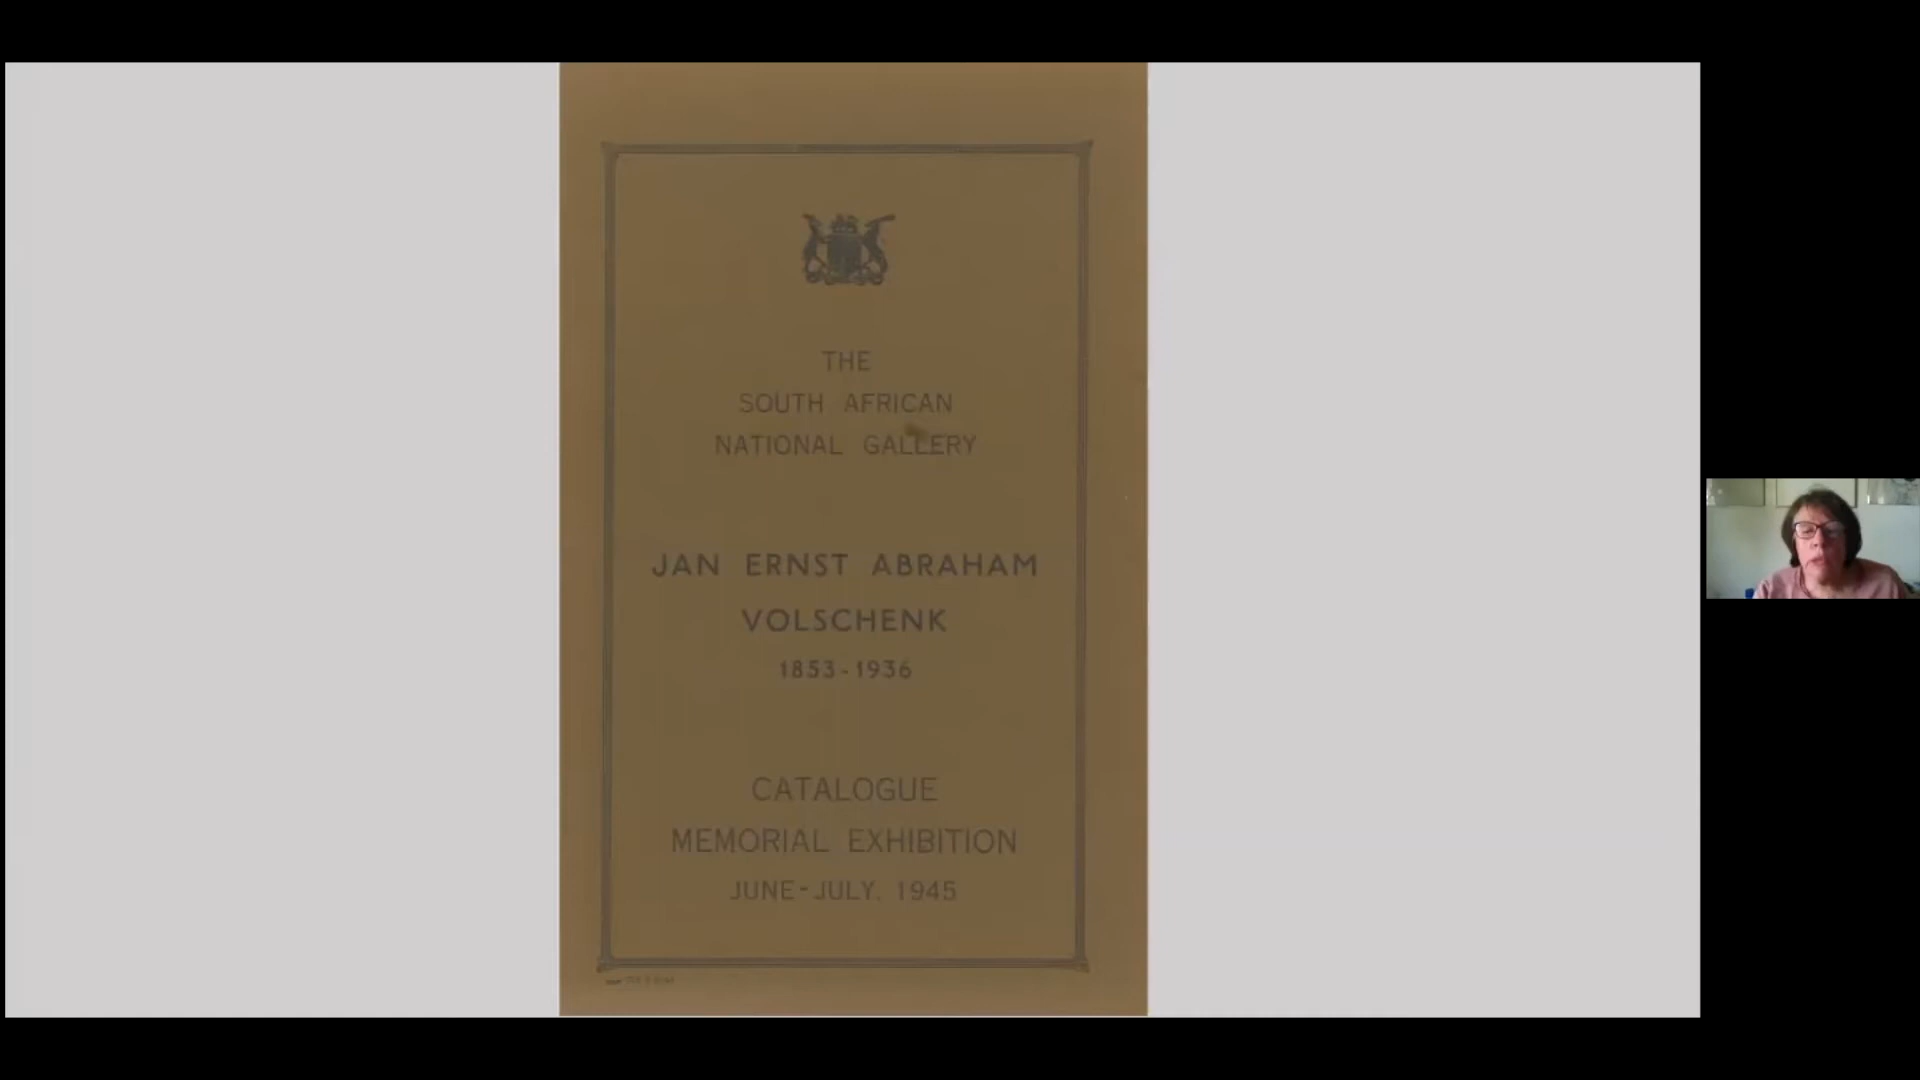 THE
SOUTH AFRICAN
NATIONAL GALLERY
JAN ERNST ABRAHAM
VOLSCHENK
1853-1936
CATALOGUE
MEMORIAL EXHIBITION
JUNE-JULY, 1945